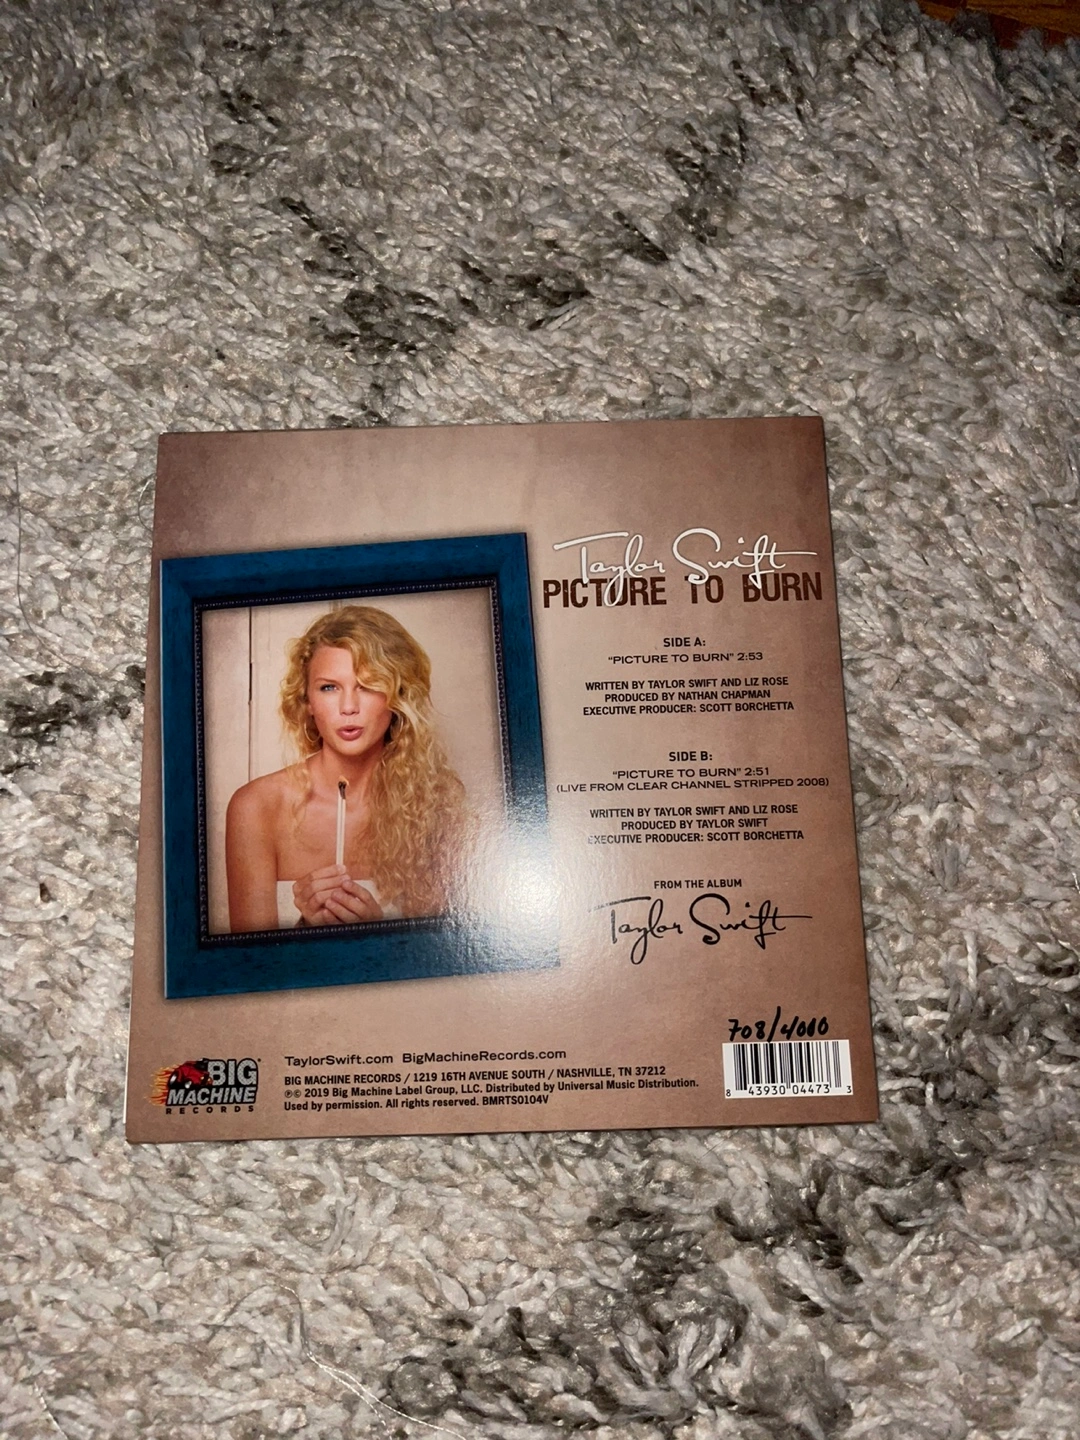 Taylor Swift
PICTURE TO BURN
SIDE A:
"PICTURE TO BURN" 2:53
WRITTEN BY TAYLOR SWIFT AND LIZ ROSE
PRODUCED BY NATHAN CHAPMAN
EXECUTIVE PRODUCER: SCOTT BORCHETTA
SIDE B:
"PICTURE TO BURN" 2:51
(LIVE FROM CLEAR CHANNEL STRIPPED 2008)
WRITTEN BY TAYLOR SWIFT AND LIZ ROSE
PRODUCED BY TAYLOR SWIFT
EXECUTIVE PRODUCER: SCOTT BORCHETTA
FROM THE ALBUM
Taylor Swift
708/4000
BIG
MACHINE
RECORDS
TaylorSwift.com BigMachineRecords.com
BIG MACHINE RECORDS / 1219 16TH AVENUE SOUTH / NASHVILLE, TN 37212
℗© 2019 Big Machine Label Group, LLC. Distributed by Universal Music Distribution.
Used by permission. All rights reserved. BMRTS0104V
8 43930 04473 3